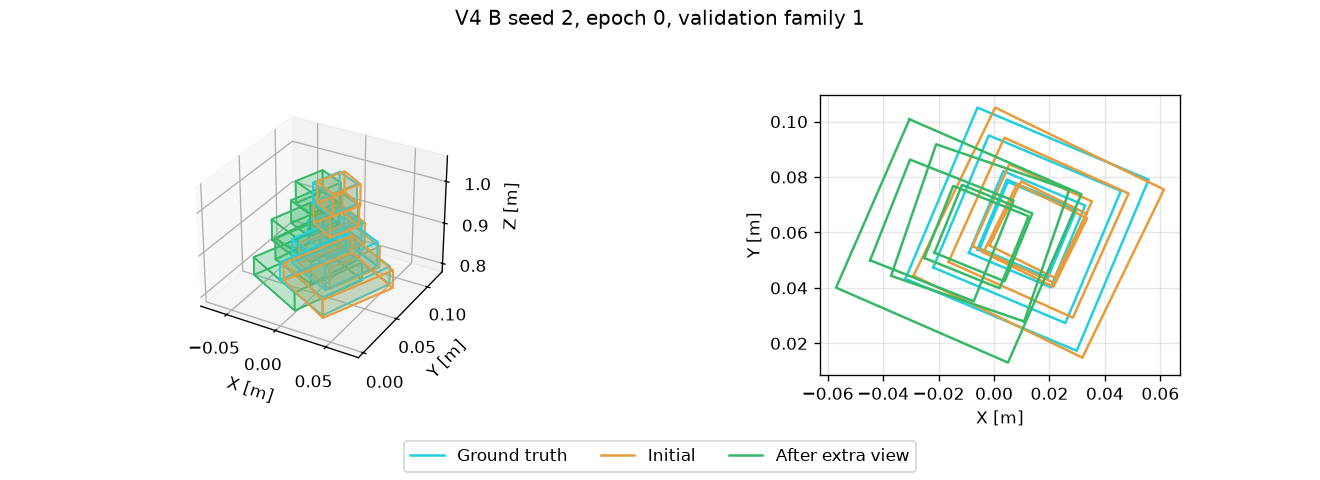 V4 B seed 2, epoch 0, validation family 1
1.0
0.9
0.8
Z [m]
0.10
0.05
0.00
Y [m]
−0.05
0.00
0.05
X [m]
0.10
0.08
0.06
0.04
0.02
Y [m]
−0.06 −0.04 −0.02 0.00 0.02 0.04 0.06
X [m]
Ground truth Initial After extra view